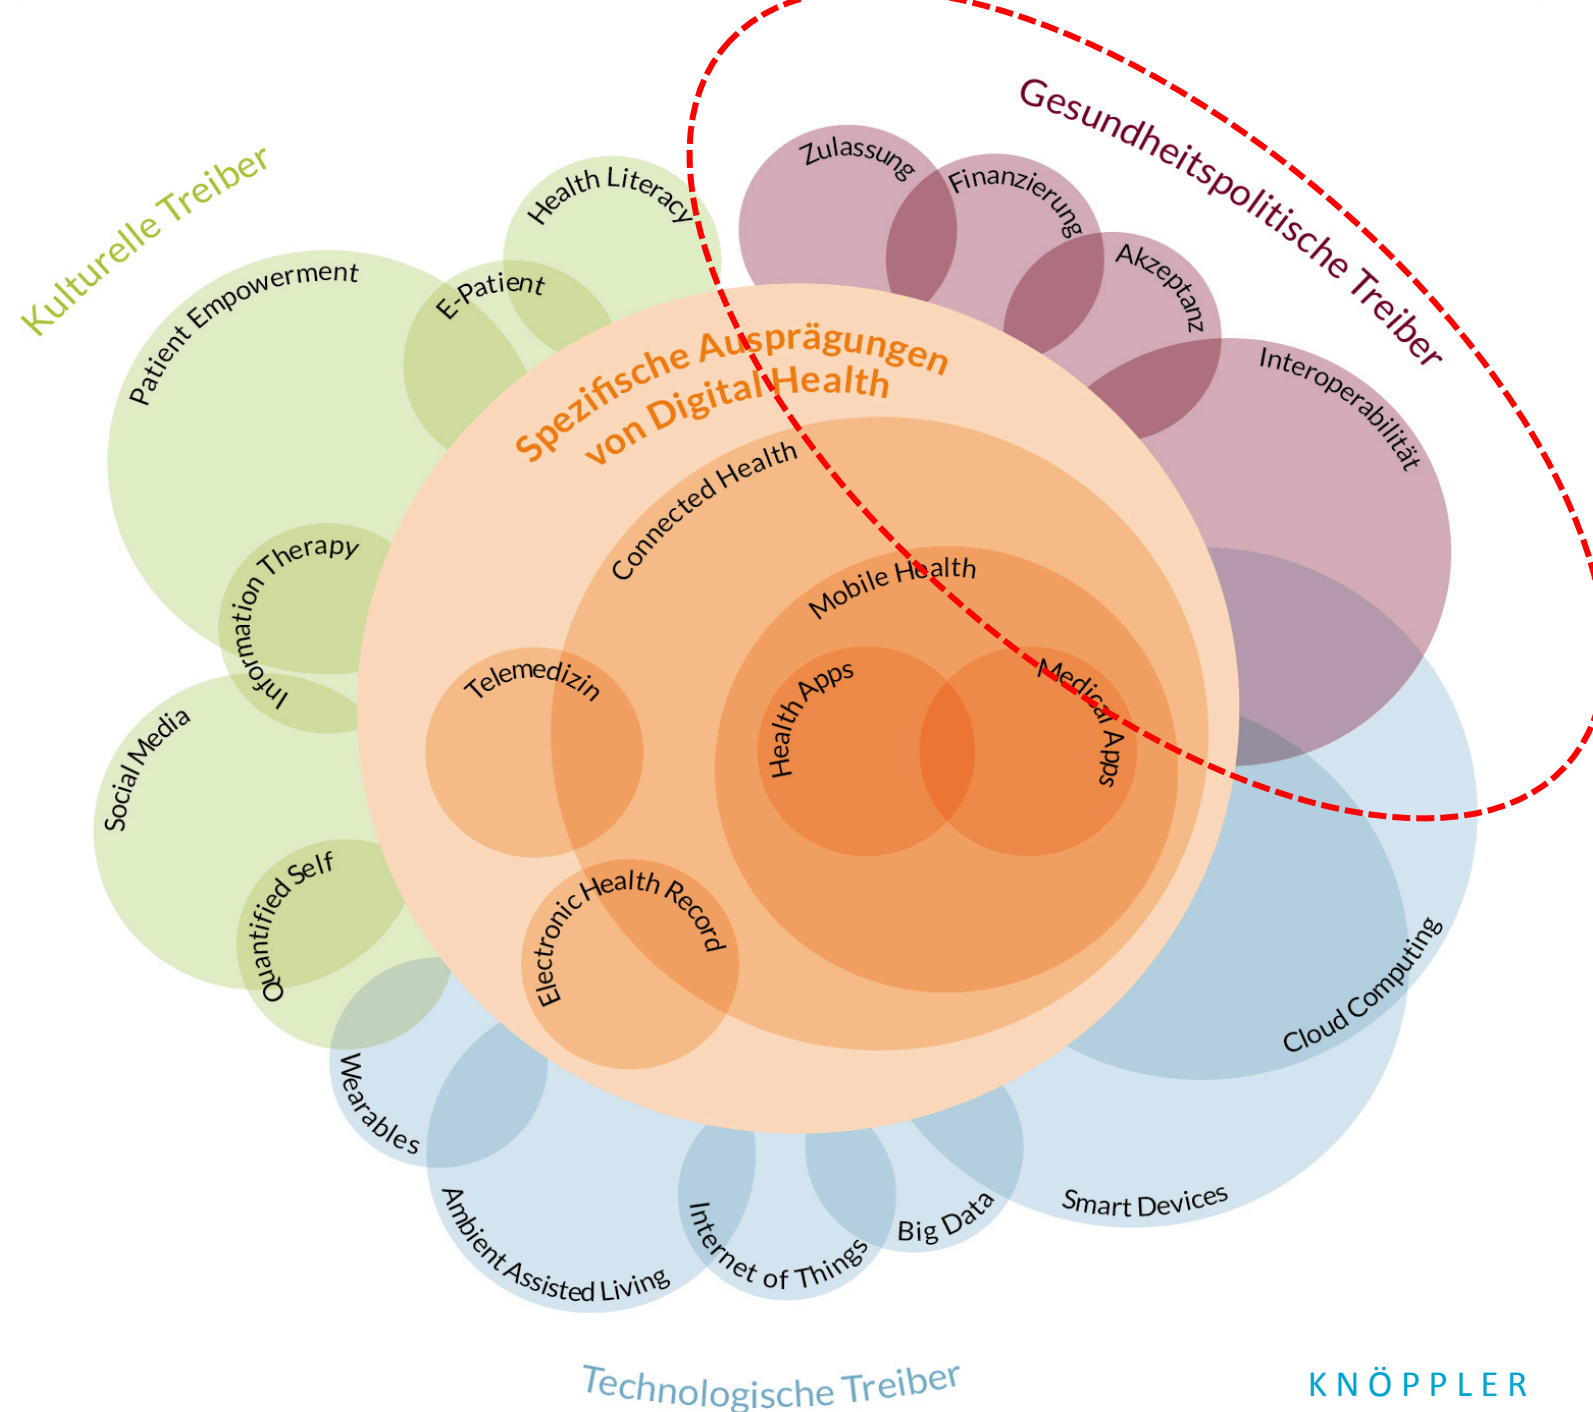 Gesundheitspolitische Treiber
Kulturelle Treiber
Zulassung
Finanzierung
Akzeptanz
Interoperabilität
Health Literacy
E-Patient
Patient Empowerment
Information Therapy
Social Media
Quantified Self
Spezifische Ausprägungen
von Digital Health
Connected Health
Mobile Health
Health Apps
Medical Apps
Telemedizin
Electronic Health Record
Wearables
Ambient Assisted Living
Internet of Things
Big Data
Smart Devices
Cloud Computing
Technologische Treiber
KNÖPPLER